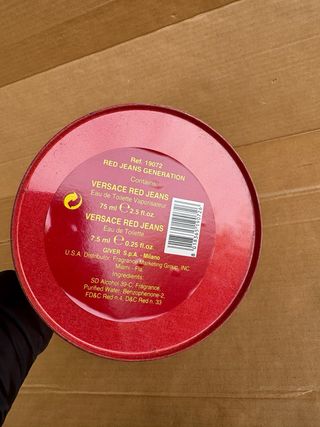 Ref. 19072
RED JEANS GENERATION
Contains:
VERSACE RED JEANS
Eau de Toilette Vaporisateur
75 ml ℮ 2.5 fl.oz
VERSACE RED JEANS
Eau de Toilette
7.5 ml ℮ 0.25 fl.oz
GIVER S.p.A - Milano
U.S.A. Distributor: Fragrance Marketing Group, INC.
Miami - Fla
Ingredients:
SD Alcohol 39-C, Fragrance,
Purified Water, Benzophenone-2,
FD&C Red n.4, D&C Red n. 33